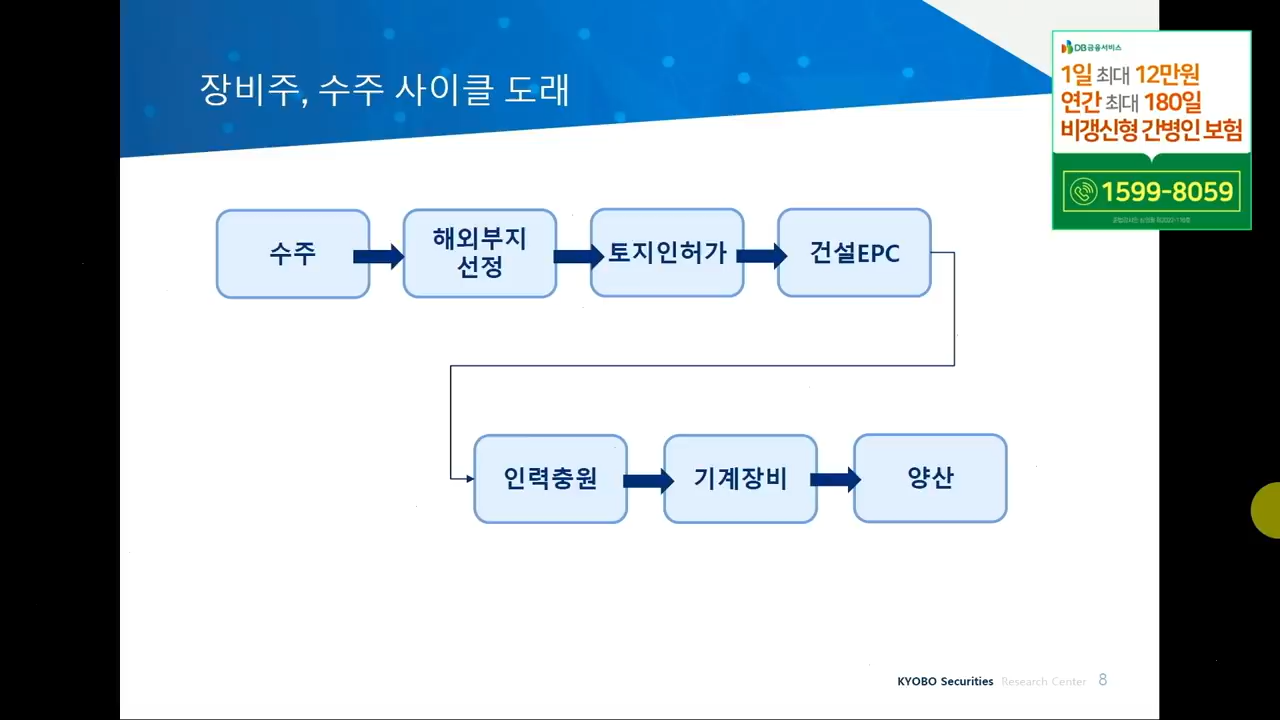 장비주, 수주 사이클 도래
DB금융서비스
1일 최대 12만원
연간 최대 180일
비갱신형 간병인 보험
1599-8059
수주
해외부지
선정
토지인허가
건설EPC
인력충원
기계장비
양산
KYOBO Securities Research Center 8